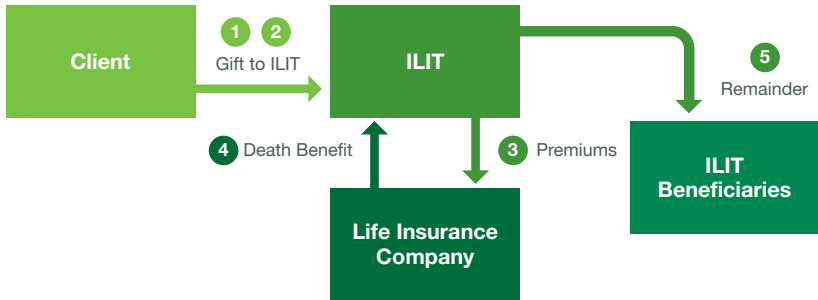 Client
1 2
Gift to ILIT
ILIT
5
Remainder
4 Death Benefit
3 Premiums
ILIT
Beneficiaries
Life Insurance
Company